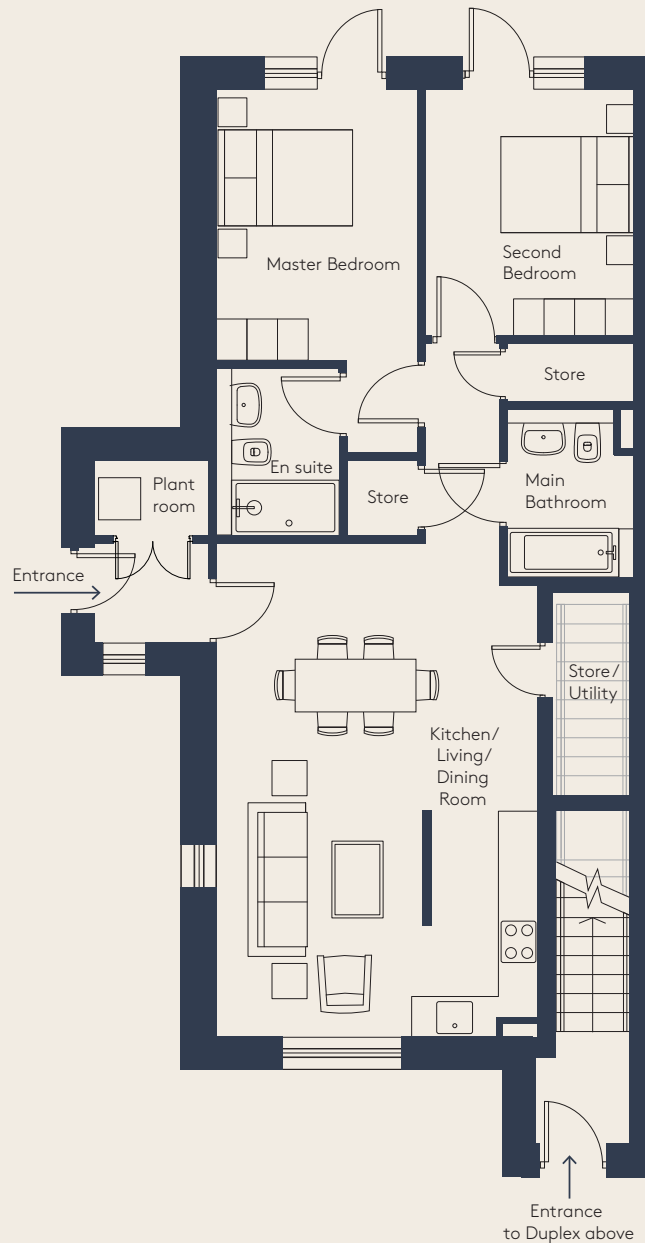 Master Bedroom
Second
Bedroom
Store
En suite
Store
Main
Bathroom
Plant
room
Entrance
Store/
Utility
Kitchen/
Living/
Dining
Room
Entrance
to Duplex above